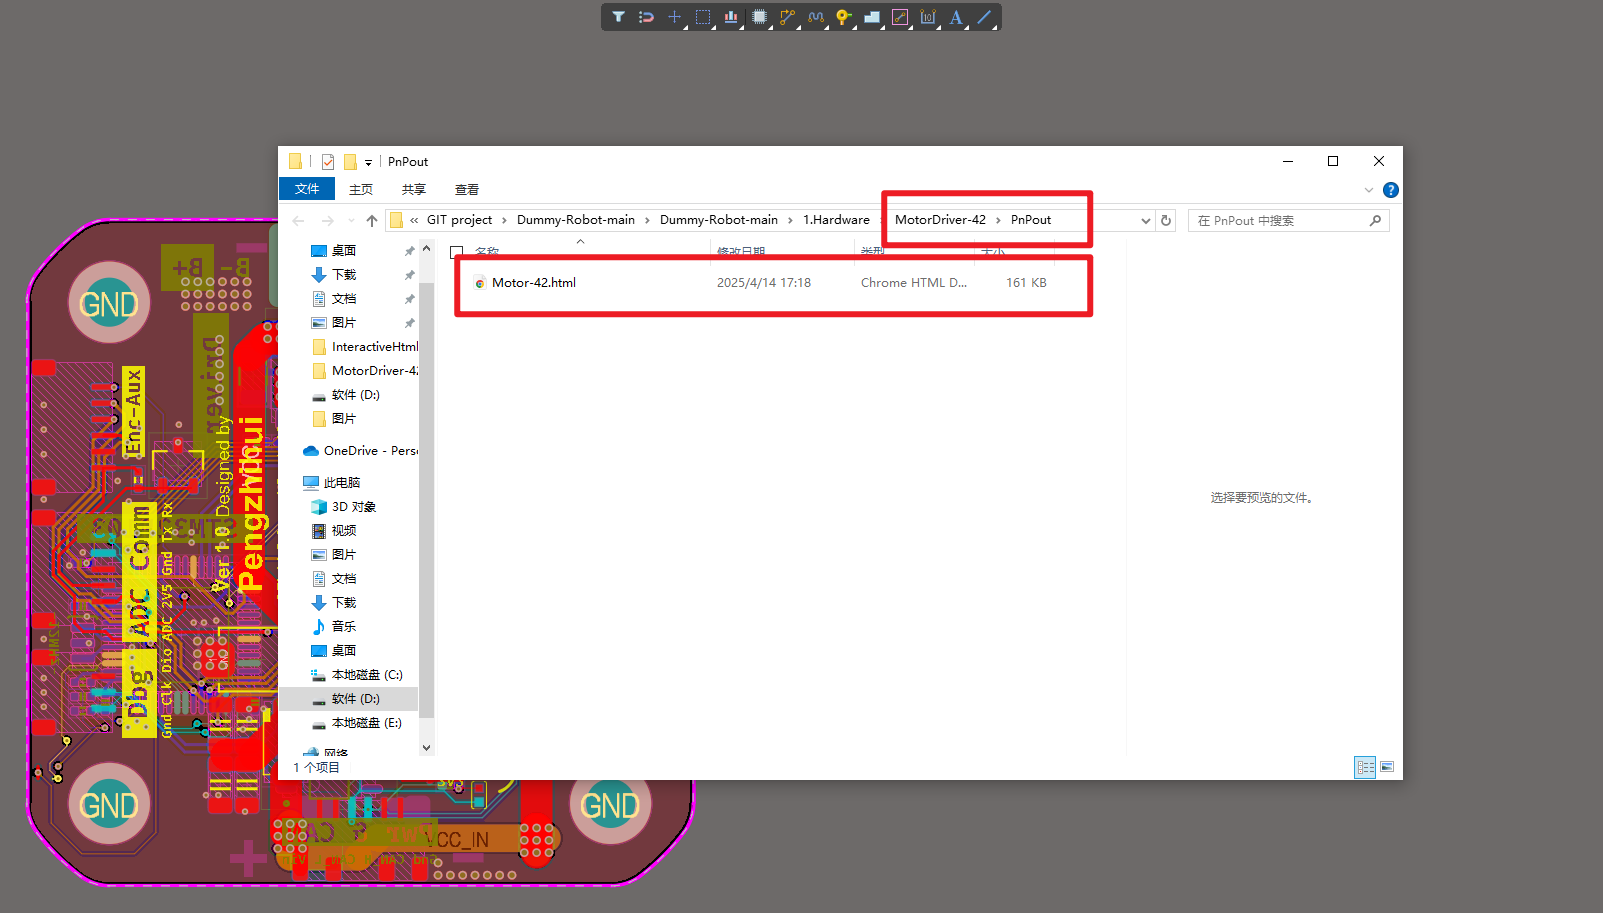 PnPout
文件
主页
共享
查看
«
GIT project
Dummy-Robot-main
Dummy-Robot-main
1.Hardware
MotorDriver-42
PnPout
在 PnPout 中搜索
名称
修改日期
类型
大小
Motor-42.html
2025/4/14 17:18
Chrome HTML D...
161 KB
桌面
下载
文档
图片
InteractiveHtml
MotorDriver-42
软件 (D:)
图片
OneDrive - Pers
此电脑
3D 对象
视频
图片
文档
下载
音乐
桌面
本地磁盘 (C:)
软件 (D:)
本地磁盘 (E:)
网络
1 个项目
选择要预览的文件。
GND
B+
B-
Driver
Enc-Aux
Ver 1.0 Designed by
Pengzhihui
ADC Comm
Dbg
Gnd Clk Dio ADC 2V5 Gnd Tx Rx
GND
GND
VCC_IN